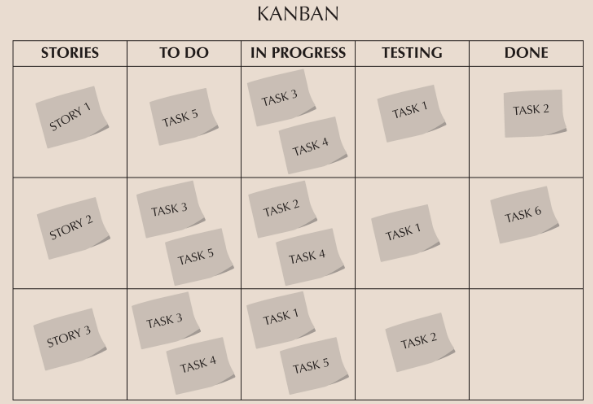 KANBAN
STORIES TO DO IN PROGRESS TESTING DONE
STORY 1
TASK 5
TASK 3
TASK 4
TASK 1
TASK 2
STORY 2
TASK 3
TASK 5
TASK 2
TASK 4
TASK 1
TASK 6
STORY 3
TASK 3
TASK 4
TASK 1
TASK 5
TASK 2